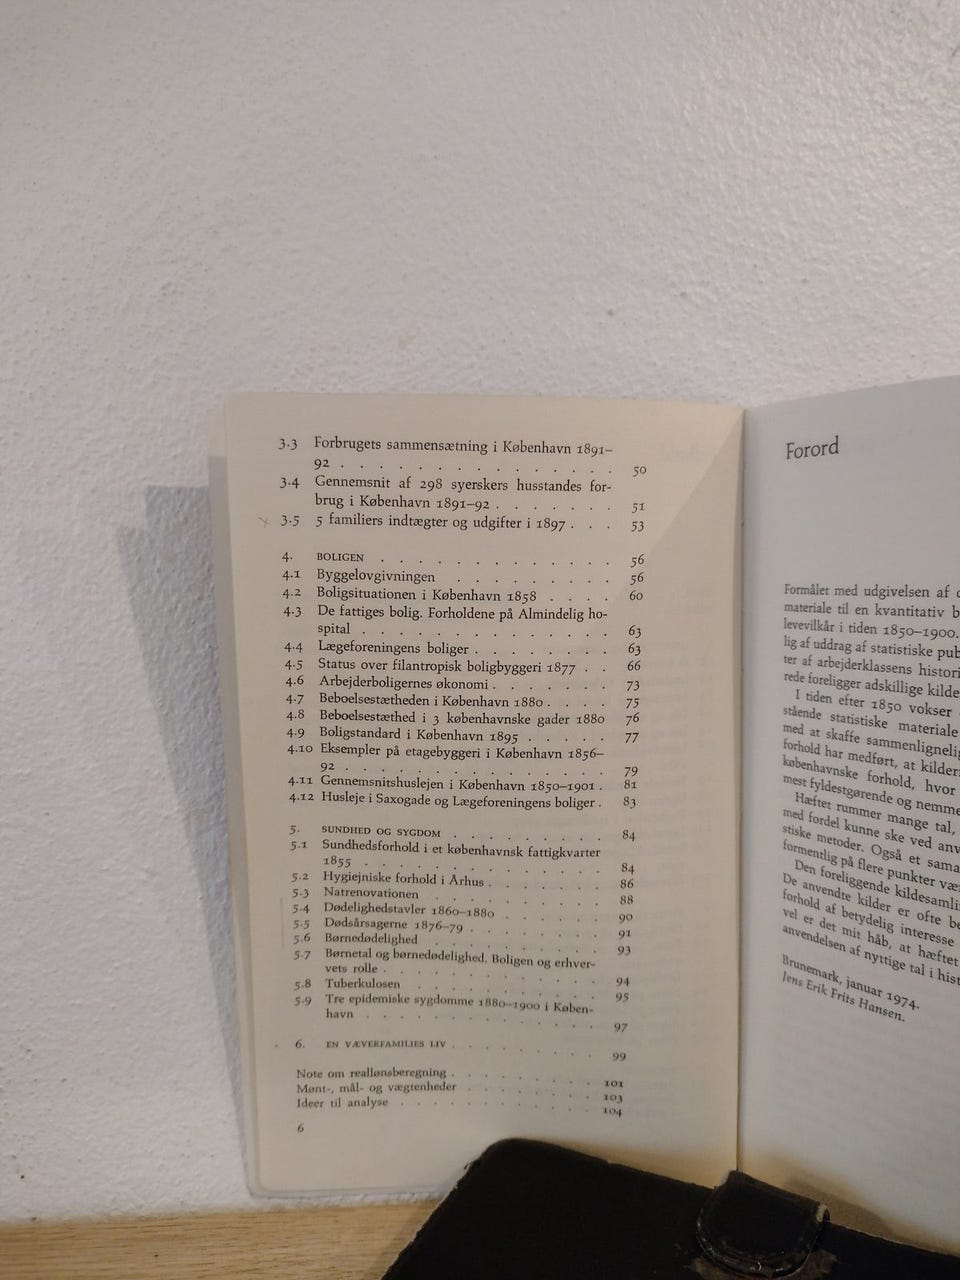 3.3 Forbrugets sammensætning i København 1891–
92 . . . . . . . . . . . . . . . 50
3.4 Gennemsnit af 298 syerskers husstandes for-
brug i København 1891–92 . . . . . . . 51
3.5 5 familiers indtægter og udgifter i 1897 . . . 53
4. BOLIGEN . . . . . . . . . . . . . 56
4.1 Byggelovgivningen . . . . . . . . . 56
4.2 Boligsituationen i København 1858 . . . . 60
4.3 De fattiges bolig. Forholdene på Almindelig ho-
spital . . . . . . . . . . . . . . 63
4.4 Lægeforeningens boliger . . . . . . . . 63
4.5 Status over filantropisk boligbyggeri 1877 . . 66
4.6 Arbejderboligernes økonomi . . . . . . . 73
4.7 Beboelsestætheden i København 1880 . . . . 75
4.8 Beboelsestæthed i 3 københavnske gader 1880 76
4.9 Boligstandard i København 1895 . . . . . 77
4.10 Eksempler på etagebyggeri i København 1856–
92 . . . . . . . . . . . . . . . 79
4.11 Gennemsnitshuslejen i København 1850–1901 . 81
4.12 Husleje i Saxogade og Lægeforeningens boliger . 83
5. SUNDHED OG SYGDOM . . . . . . . . . 84
5.1 Sundhedsforhold i et københavnsk fattigkvarter
1855 . . . . . . . . . . . . . . 84
5.2 Hygiejniske forhold i Århus . . . . . . . 86
5.3 Natrenovationen . . . . . . . . . . 88
5.4 Dødelighedstavler 1860–1880 . . . . . . 90
5.5 Dødsårsagerne 1876–79 . . . . . . . . 91
5.6 Børnedødelighed . . . . . . . . . . 93
5.7 Børnetal og børnedødelighed. Boligen og erhver-
vets rolle . . . . . . . . . . . . . 94
5.8 Tuberkulosen . . . . . . . . . . . 95
5.9 Tre epidemiske sygdomme 1880–1900 i Køben-
havn . . . . . . . . . . . . . . 97
6. EN VÆVERFAMILIES LIV . . . . . . . . 99
Note om reallønsberegning . . . . . . . . . 101
Mønt-, mål- og vægtenheder . . . . . . . . 103
Ideer til analyse . . . . . . . . . . . . 104
6
Forord
Formålet med udgivelsen af
materiale til en kvantitativ
levevilkår i tiden 1850–1900.
lig af uddrag af statistiske
ter af arbejderklassens
rede foreligger adskillige
I tiden efter 1850 vokser
stående statistiske materiale
med at skaffe
forhold har medført, at
københavnske forhold, hvor
mest fyldestgørende og
Hæftet rummer mange tal,
med fordel kunne ske ved
stiske metoder. Også et
formentlig på flere punkter
Den foreliggende
De anvendte kilder er ofte
forhold af betydelig interesse
vel er det mit håb, at hæftet
anvendelsen af nyttige tal i
Brunemark, januar 1974.
Jens Erik Frits Hansen.